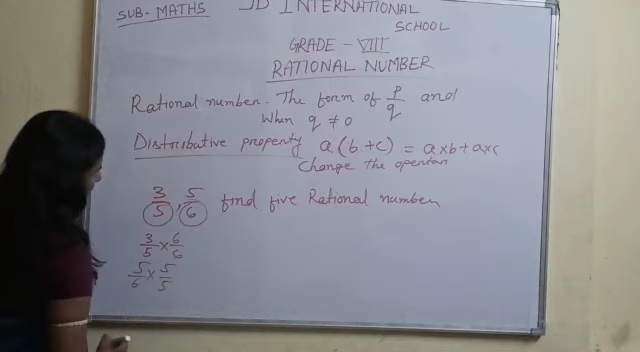 SUB- MATHS JD INTERNATIONAL
SCHOOL
GRADE - VIII
RATIONAL NUMBER
Rational number - The form of p/q and
When q ≠ 0
Distributive property a(b+c) = a×b+a×c
Change the
3/5, 5/6 find five Rational number
3/5 × 6/6
5/6 × 5/5